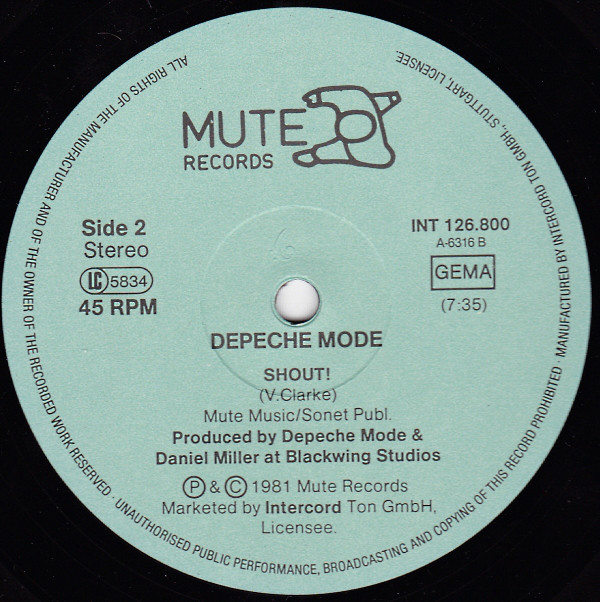 MUTE
RECORDS
Side 2
Stereo
LC 5834
45 RPM
INT 126.800
A-6316 B
GEMA
(7:35)
DEPECHE MODE
SHOUT!
(V.Clarke)
Mute Music/Sonet Publ.
Produced by Depeche Mode &
Daniel Miller at Blackwing Studios
Ⓟ & © 1981 Mute Records
Marketed by Intercord Ton GmbH,
Licensee.
ALL RIGHTS OF THE MANUFACTURER AND OF THE OWNER OF THE RECORDED WORK RESERVED · UNAUTHORISED PUBLIC PERFORMANCE, BROADCASTING AND COPYING OF THIS RECORD PROHIBITED · MANUFACTURED BY INTERCORD TON GMBH, STUTTGART, LICENSEE.